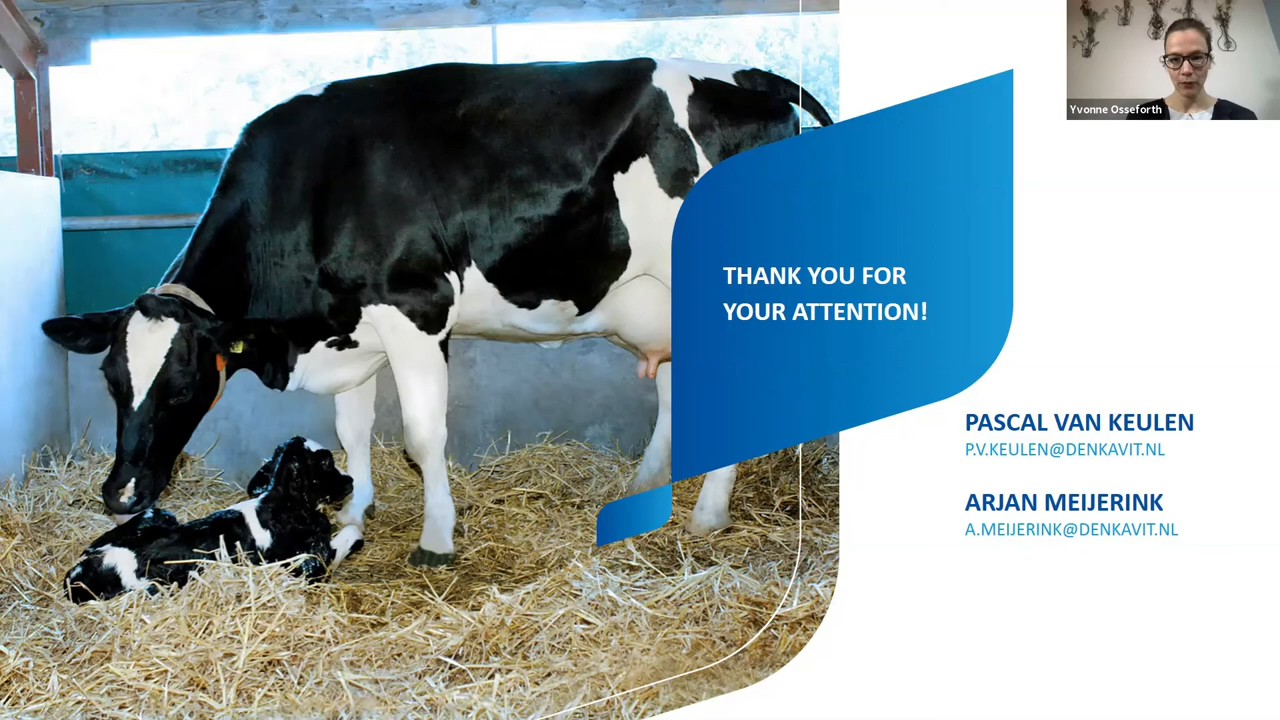 Yvonne Osseforth
THANK YOU FOR
YOUR ATTENTION!
PASCAL VAN KEULEN
P.V.KEULEN@DENKAVIT.NL
ARJAN MEIJERINK
A.MEIJERINK@DENKAVIT.NL